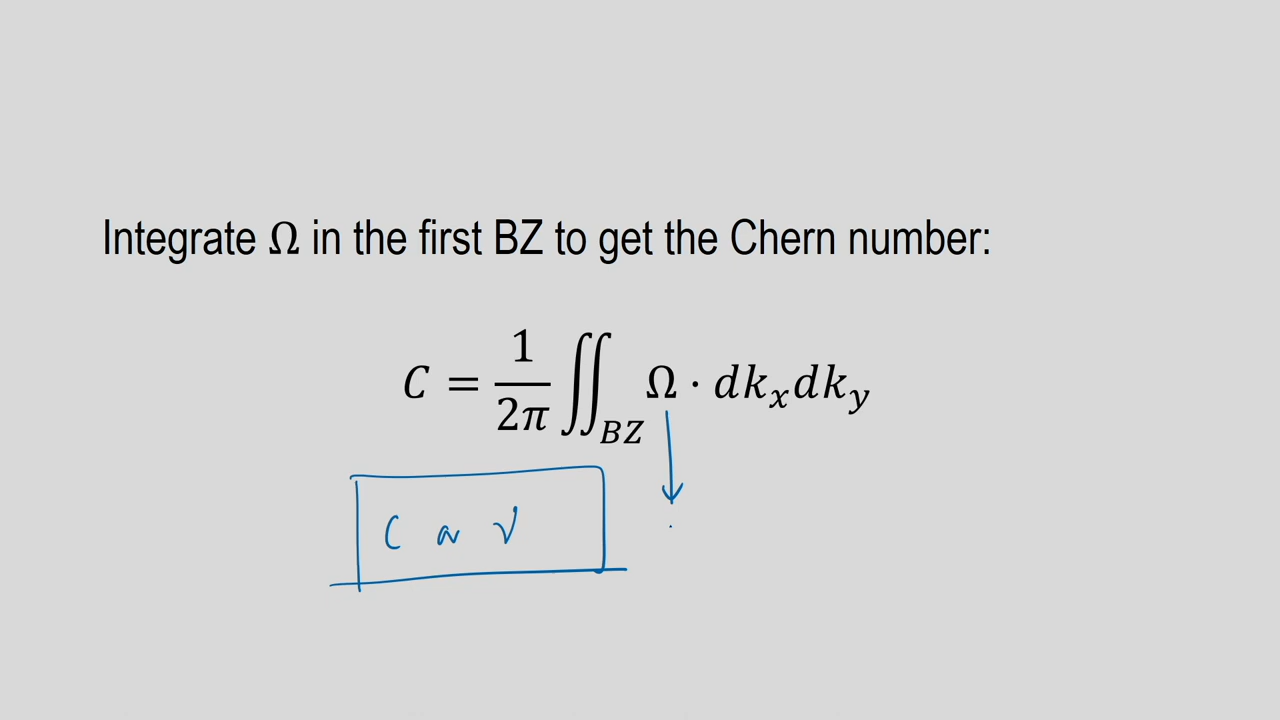 Integrate Ω in the first BZ to get the Chern number:
C = 1/2π ∬_BZ Ω · dk_x dk_y
C ~ ν